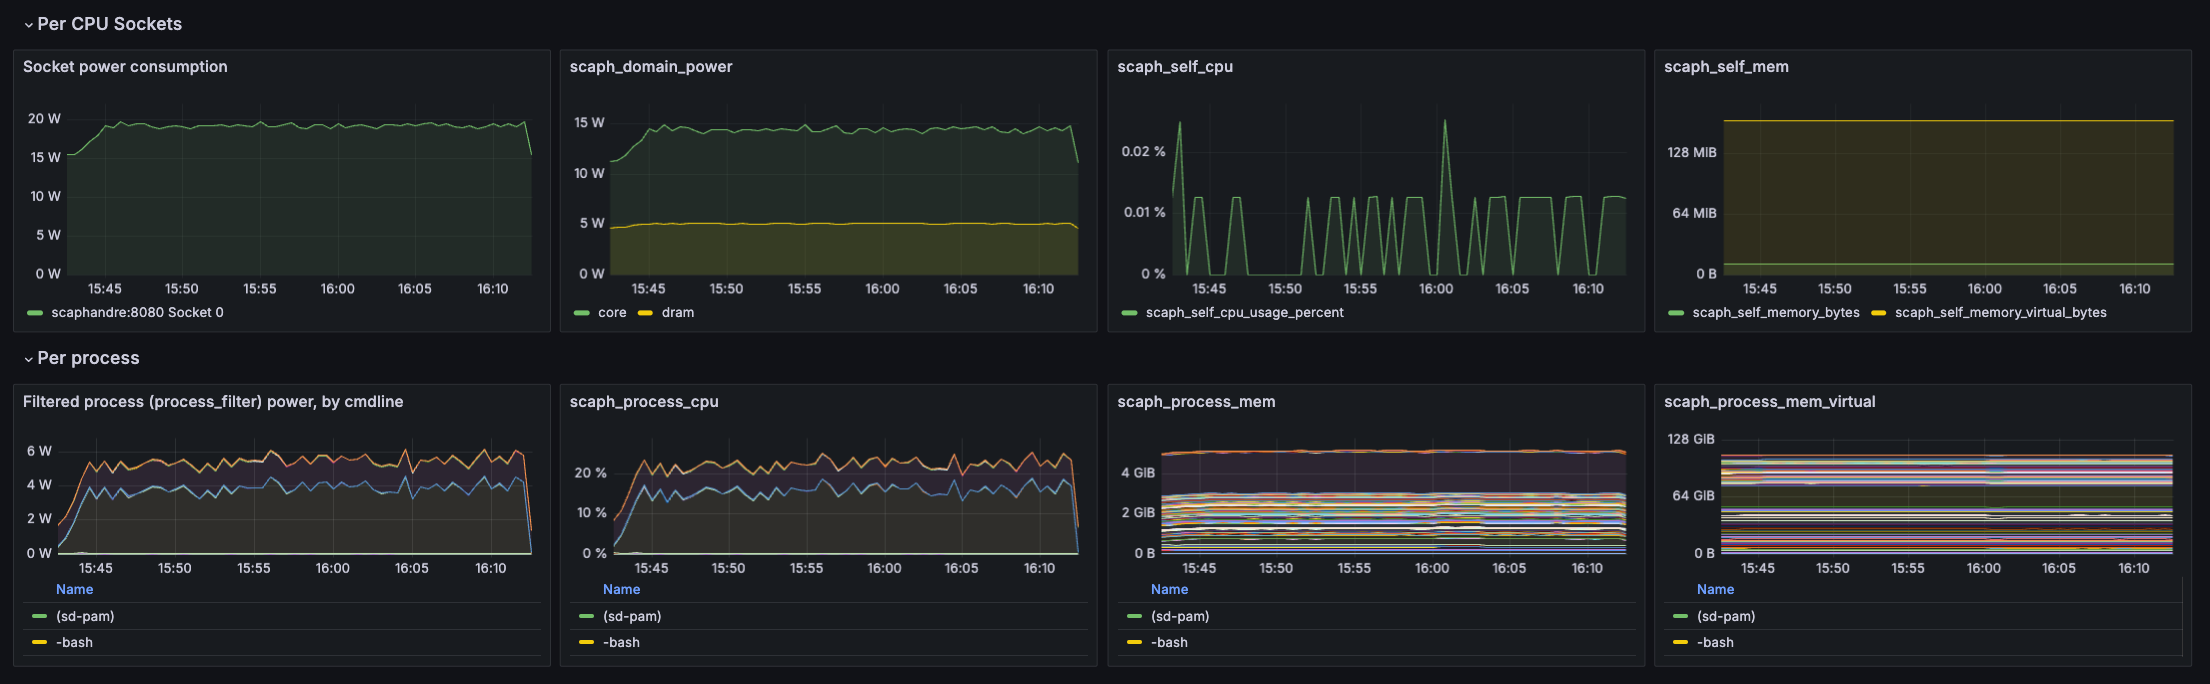 Per CPU Sockets
Socket power consumption
20 W
15 W
10 W
5 W
0 W
15:45 15:50 15:55 16:00 16:05 16:10
scaphandre:8080 Socket 0
scaph_domain_power
15 W
10 W
5 W
0 W
15:45 15:50 15:55 16:00 16:05 16:10
core dram
scaph_self_cpu
0.02 %
0.01 %
0 %
15:45 15:50 15:55 16:00 16:05 16:10
scaph_self_cpu_usage_percent
scaph_self_mem
128 MIB
64 MIB
0 B
15:45 15:50 15:55 16:00 16:05 16:10
scaph_self_memory_bytes scaph_self_memory_virtual_bytes
Per process
Filtered process (process_filter) power, by cmdline
6 W
4 W
2 W
0 W
15:45 15:50 15:55 16:00 16:05 16:10
Name
(sd-pam)
-bash
scaph_process_cpu
20 %
10 %
0 %
15:45 15:50 15:55 16:00 16:05 16:10
Name
(sd-pam)
-bash
scaph_process_mem
4 GIB
2 GIB
0 B
15:45 15:50 15:55 16:00 16:05 16:10
Name
(sd-pam)
-bash
scaph_process_mem_virtual
128 GIB
64 GIB
0 B
15:45 15:50 15:55 16:00 16:05 16:10
Name
(sd-pam)
-bash